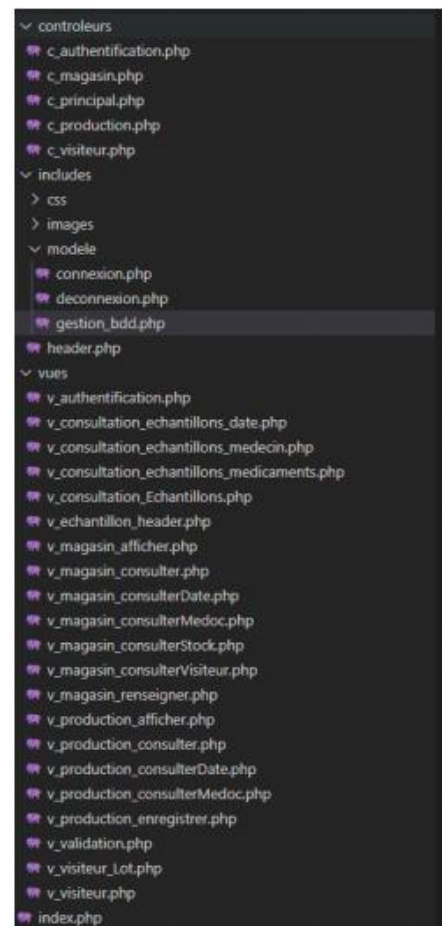 controleurs
c_authentification.php
c_magasin.php
c_principal.php
c_production.php
c_visiteur.php
includes
css
images
modele
connexion.php
deconnexion.php
gestion_bdd.php
header.php
vues
v_authentification.php
v_consultation_echantillons_date.php
v_consultation_echantillons_medecin.php
v_consultation_echantillons_medicaments.php
v_consultation_Echantillons.php
v_echantillon_header.php
v_magasin_afficher.php
v_magasin_consulter.php
v_magasin_consulterDate.php
v_magasin_consulterMedoc.php
v_magasin_consulterStock.php
v_magasin_consulterVisiteur.php
v_magasin_renseigner.php
v_production_afficher.php
v_production_consulter.php
v_production_consulterDate.php
v_production_consulterMedoc.php
v_production_enregistrer.php
v_validation.php
v_visiteur_Lot.php
v_visiteur.php
index.php